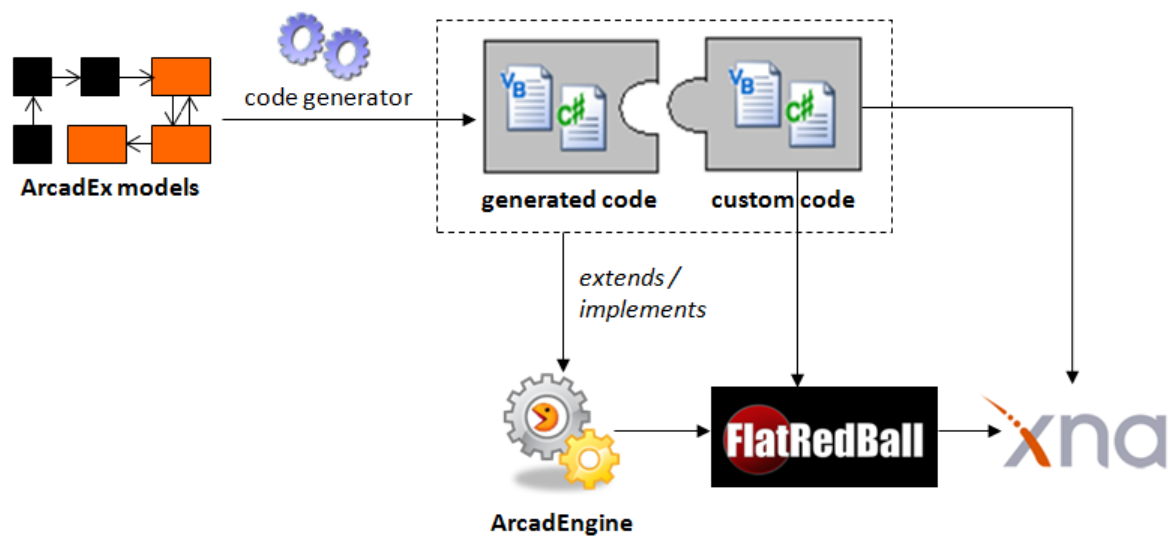 code generator
ArcadEx models
VB
C#
VB
C#
generated code
custom code
extends /
implements
FlatRedBall
xna
ArcadEngine